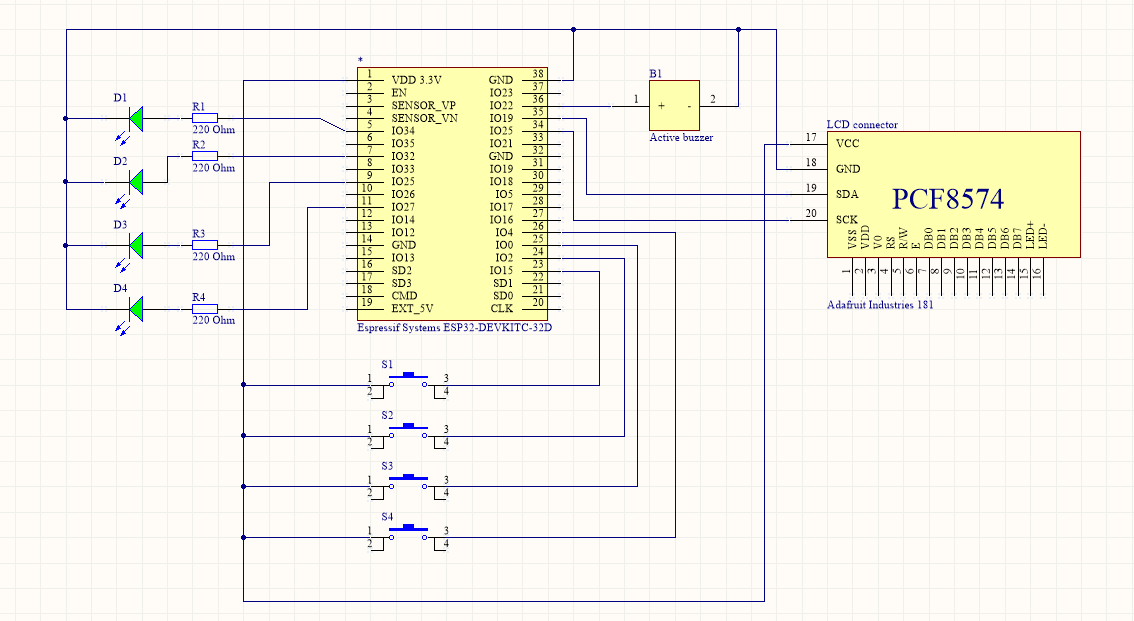 *
1 VDD 3.3V GND 38
2 EN IO23 37
3 SENSOR_VP IO22 36
4 SENSOR_VN IO19 35
5 IO34 IO25 34
6 IO35 IO21 33
7 IO32 GND 32
8 IO33 IO19 31
9 IO25 IO18 30
10 IO26 IO5 29
11 IO27 IO17 28
12 IO14 IO16 27
13 IO12 IO4 26
14 GND IO0 25
15 IO13 IO2 24
16 SD2 IO15 23
17 SD3 SD1 22
18 CMD SD0 21
19 EXT_5V CLK 20
Espressif Systems ESP32-DEVKITC-32D
D1
R1
220 Ohm
D2
R2
220 Ohm
D3
R3
220 Ohm
D4
R4
220 Ohm
B1
1 + - 2
Active buzzer
LCD connector
17 VCC
18 GND
19 SDA
20 SCK
PCF8574
VSS VDD V0 RS R/W E DB0 DB1 DB2 DB3 DB4 DB5 DB6 DB7 LED+ LED-
1 2 3 4 5 6 7 8 9 10 11 12 13 14 15 16
Adafruit Industries 181
S1
1 3
2 4
S2
1 3
2 4
S3
1 3
2 4
S4
1 3
2 4